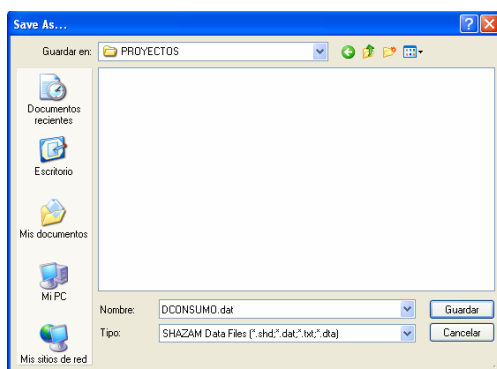 Save As...
Guardar en: PROYECTOS
Documentos
recientes
Escritorio
Mis documentos
Mi PC
Mis sitios de red
Nombre: DCONSUMO.dat Guardar
Tipo: SHAZAM Data Files (*.shd;*.dat;*.txt;*.dta) Cancelar